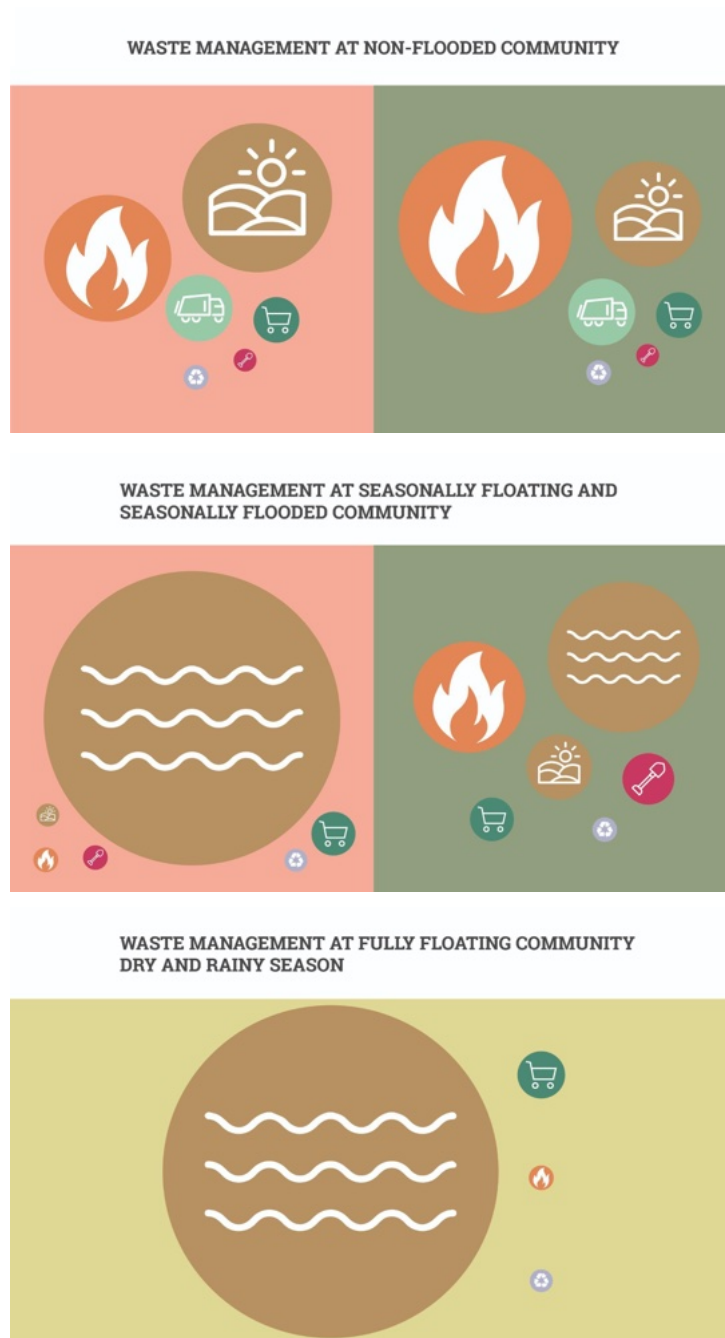 WASTE MANAGEMENT AT NON-FLOODED COMMUNITY
WASTE MANAGEMENT AT SEASONALLY FLOATING AND
SEASONALLY FLOODED COMMUNITY
WASTE MANAGEMENT AT FULLY FLOATING COMMUNITY
DRY AND RAINY SEASON